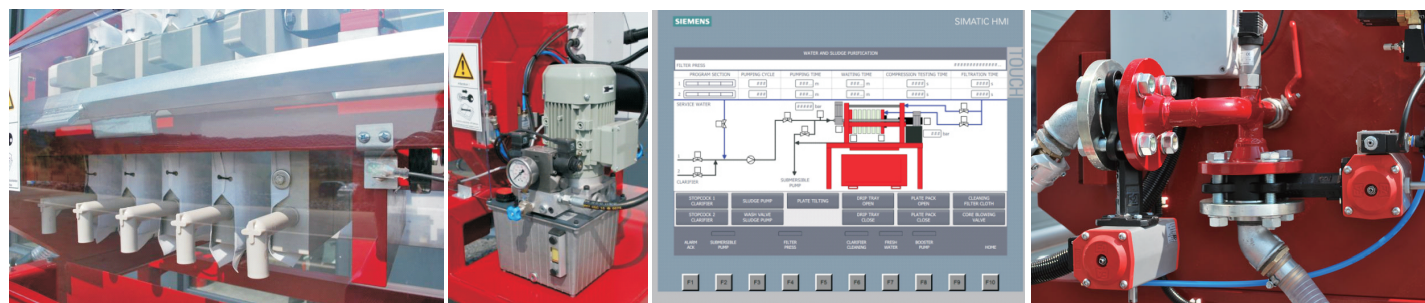 SIEMENS
SIMATIC HMI
TOUCH
WATER AND SLUDGE PURIFICATION
FILTER PRESS
##############...
PROGRAM SECTION PUMPING CYCLE PUMPING TIME WAITING TIME COMPRESSION TESTING TIME FILTRATION TIME
1 ### ###... m ###... m #### s #### s
2 ### ###... m ###... m #### s #### s
SERVICE WATER
##### bar
### bar
1
2
CLARIFIER
SUBMERSIBLE
PUMP
STOPCOCK 1
CLARIFIER
SLUDGE PUMP
PLATE TILTING
DRIP TRAY
OPEN
PLATE PACK
OPEN
CLEANING
FILTER CLOTH
STOPCOCK 2
CLARIFIER
WASH VALVE
SLUDGE PUMP
DRIP TRAY
CLOSE
PLATE PACK
CLOSE
CORE BLOWING
VALVE
ALARM
ACK
SUBMERSIBLE
PUMP
FILTER
PRESS
CLARIFIER
CLEANING
FRESH
WATER
BOOSTER
PUMP
HOME
F1 F2 F3 F4 F5 F6 F7 F8 F9 F10